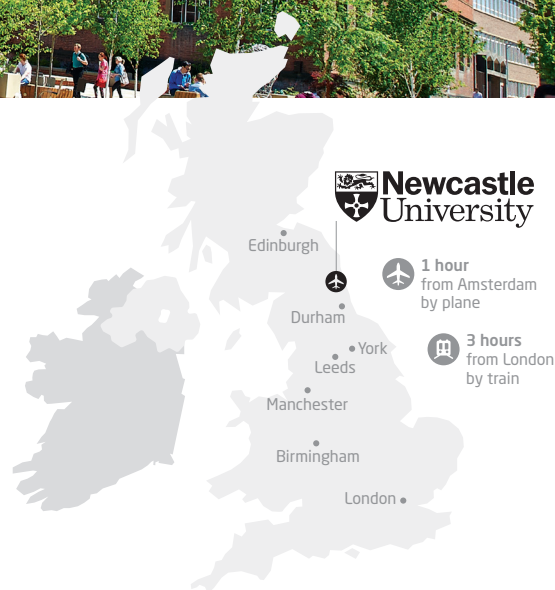 Newcastle
University
Edinburgh
1 hour
from Amsterdam
by plane
Durham
3 hours
from London
by train
York
Leeds
Manchester
Birmingham
London